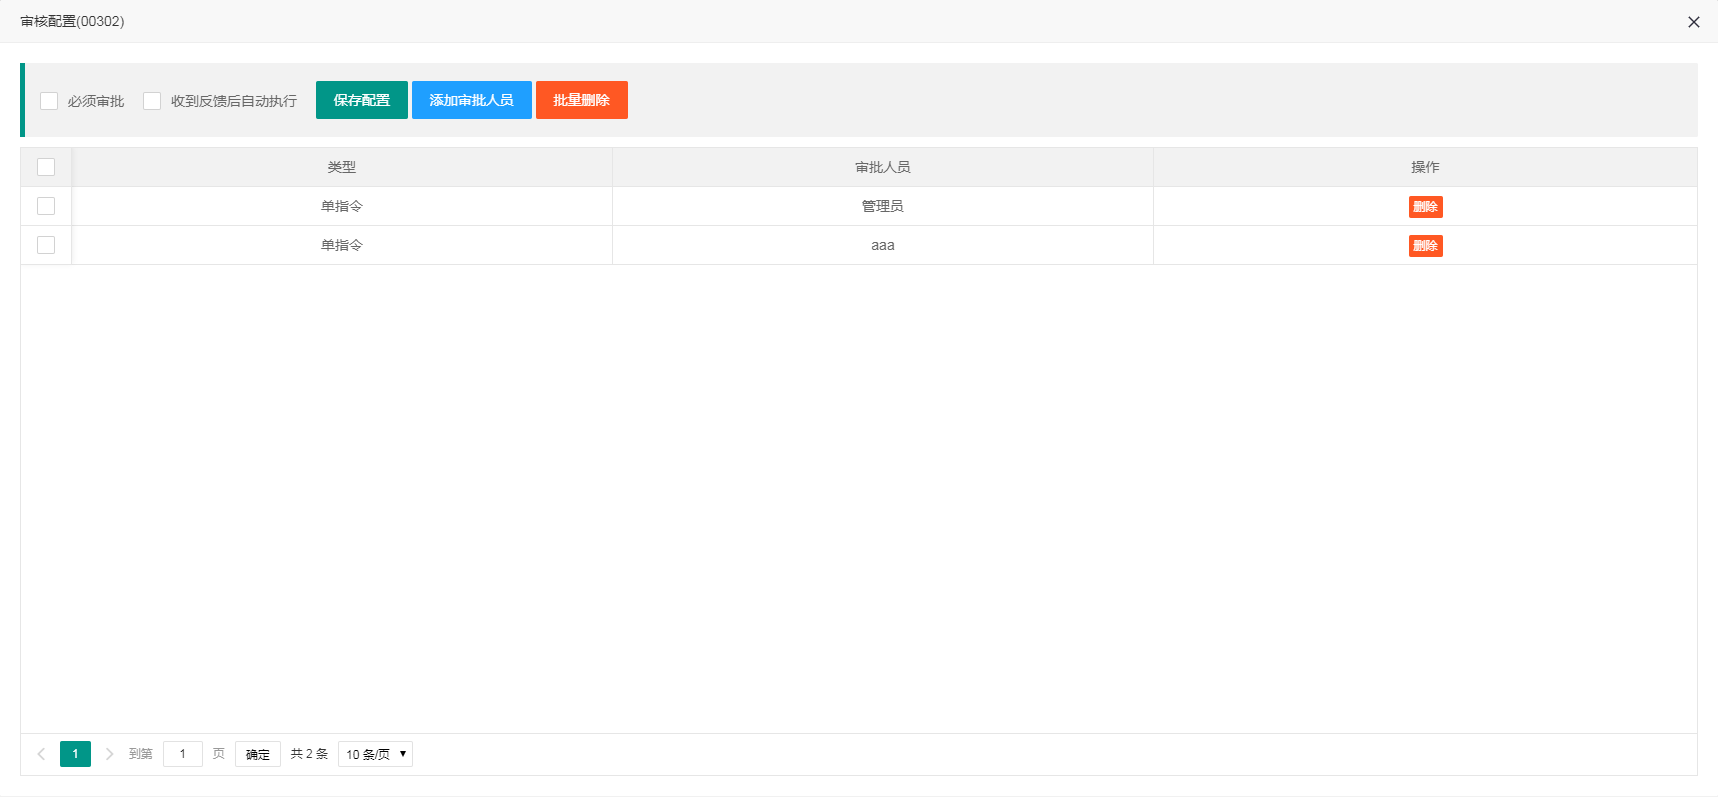 审核配置(00302)
必须审批 收到反馈后自动执行 保存配置 添加审批人员 批量删除
类型 审批人员 操作
单指令 管理员 删除
单指令 aaa 删除
1 到第 1 页 确定 共 2 条 10 条/页